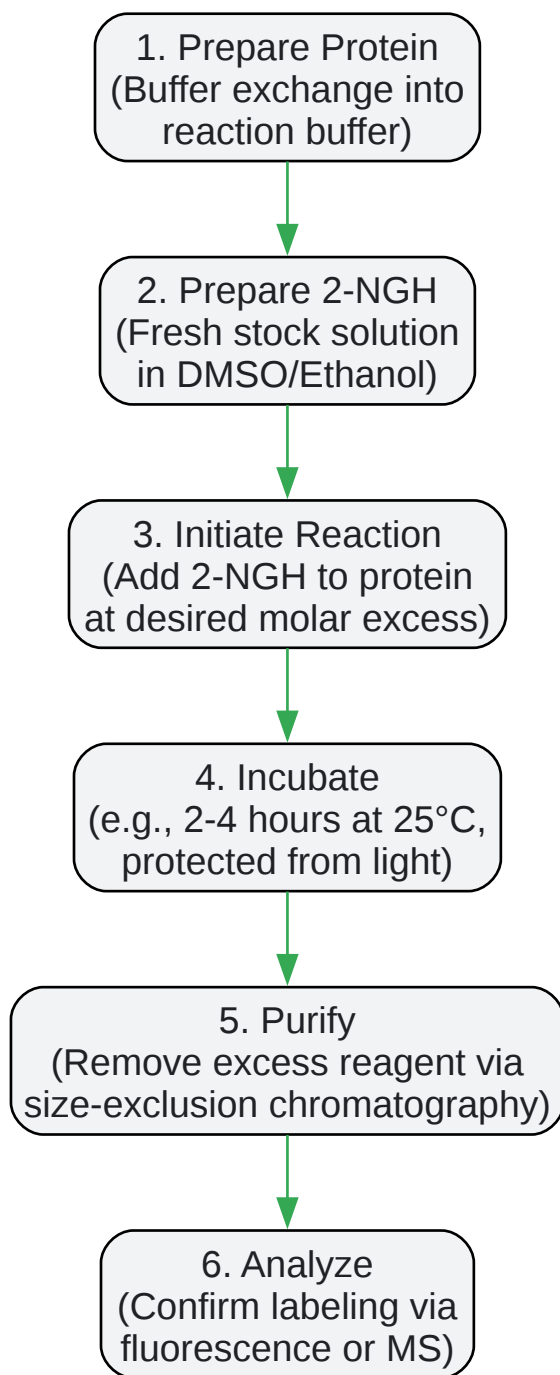 1. Prepare Protein
(Buffer exchange into
reaction buffer)
2. Prepare 2-NGH
(Fresh stock solution
in DMSO/Ethanol)
3. Initiate Reaction
(Add 2-NGH to protein
at desired molar excess)
4. Incubate
(e.g., 2-4 hours at 25°C,
protected from light)
5. Purify
(Remove excess reagent via
size-exclusion chromatography)
6. Analyze
(Confirm labeling via
fluorescence or MS)